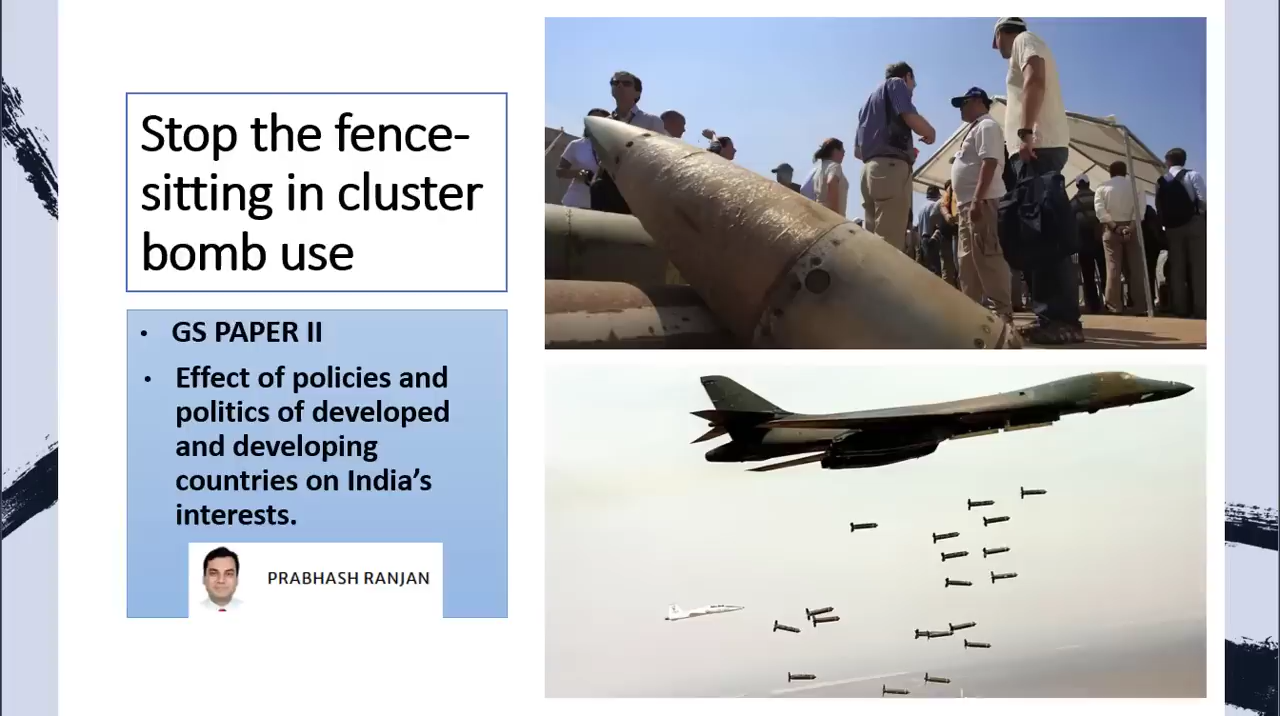 Stop the fence-
sitting in cluster
bomb use
• GS PAPER II
• Effect of policies and
politics of developed
and developing
countries on India’s
interests.
PRABHASH RANJAN